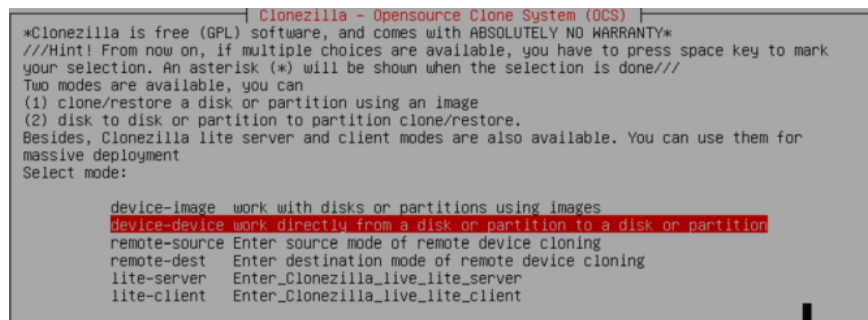 Clonezilla - Opensource Clone System (OCS)
*Clonezilla is free (GPL) software, and comes with ABSOLUTELY NO WARRANTY*
///Hint! From now on, if multiple choices are available, you have to press space key to mark
your selection. An asterisk (*) will be shown when the selection is done///
Two modes are available, you can
(1) clone/restore a disk or partition using an image
(2) disk to disk or partition to partition clone/restore.
Besides, Clonezilla lite server and client modes are also available. You can use them for
massive deployment
Select mode:
device-image work with disks or partitions using images
device-device work directly from a disk or partition to a disk or partition
remote-source Enter source mode of remote device cloning
remote-dest Enter destination mode of remote device cloning
lite-server Enter_Clonezilla_live_lite_server
lite-client Enter_Clonezilla_live_lite_client